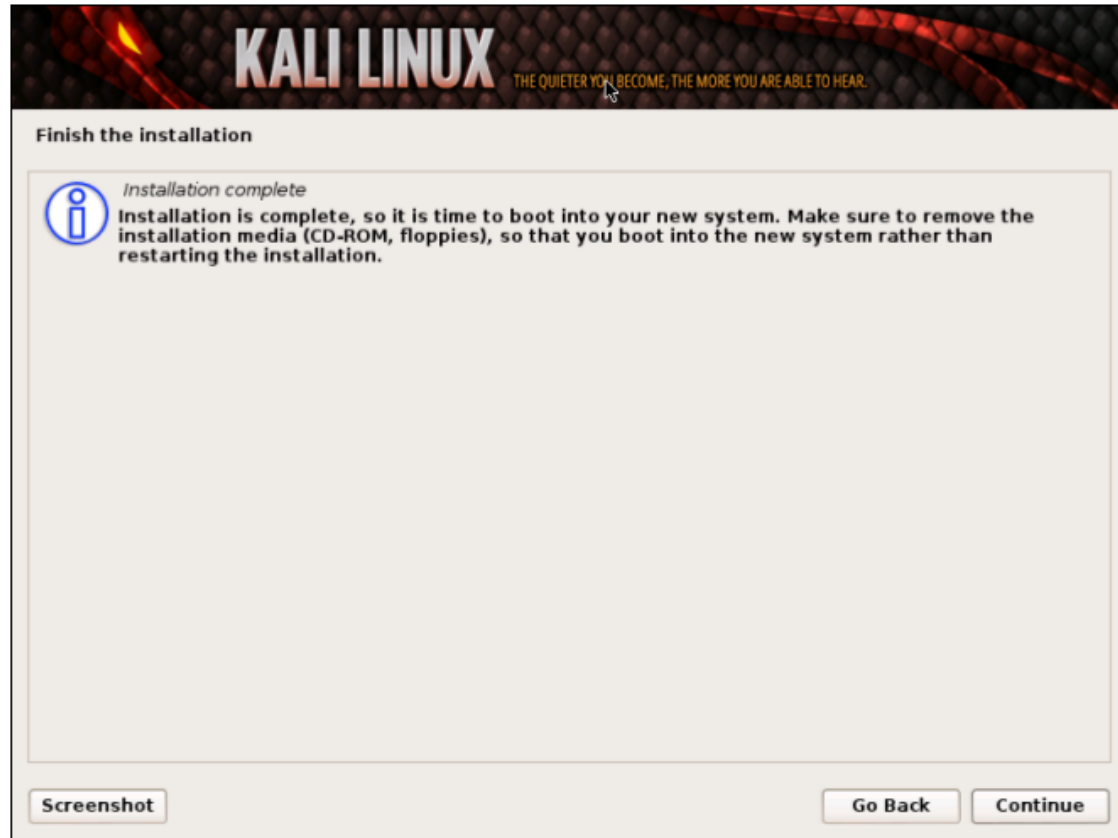 KALI LINUX
THE QUIETER YOU BECOME, THE MORE YOU ARE ABLE TO HEAR.
Finish the installation
Installation complete
Installation is complete, so it is time to boot into your new system. Make sure to remove the
installation media (CD-ROM, floppies), so that you boot into the new system rather than
restarting the installation.
Screenshot
Go Back
Continue